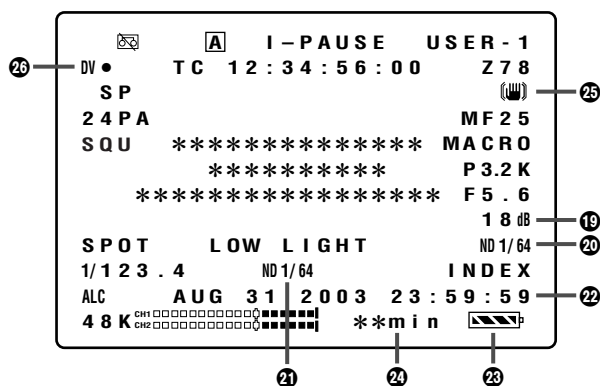 A I–PAUSE USER-1
㉖ DV ● TC 12:34:56:00 Z78
SP ㉕
24PA MF25
SQU ************** MACRO
********** P3.2K
***************** F5.6
18dB ⑲
SPOT LOW LIGHT ND1/64 ⑳
1/123.4 ND1/64 INDEX
ALC AUG 31 2003 23:59:59 ㉒
48K CH1 CH2 **min
㉑ ㉔ ㉓